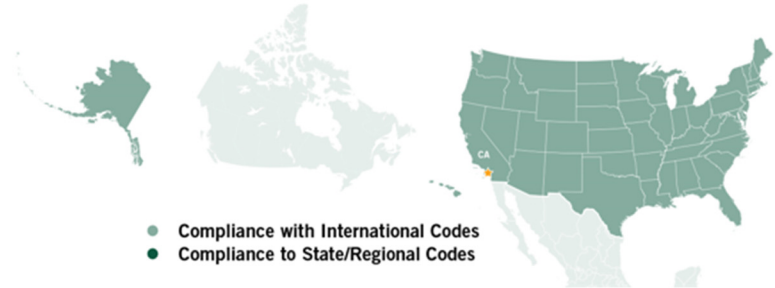 CA
Compliance with International Codes
Compliance to State/Regional Codes